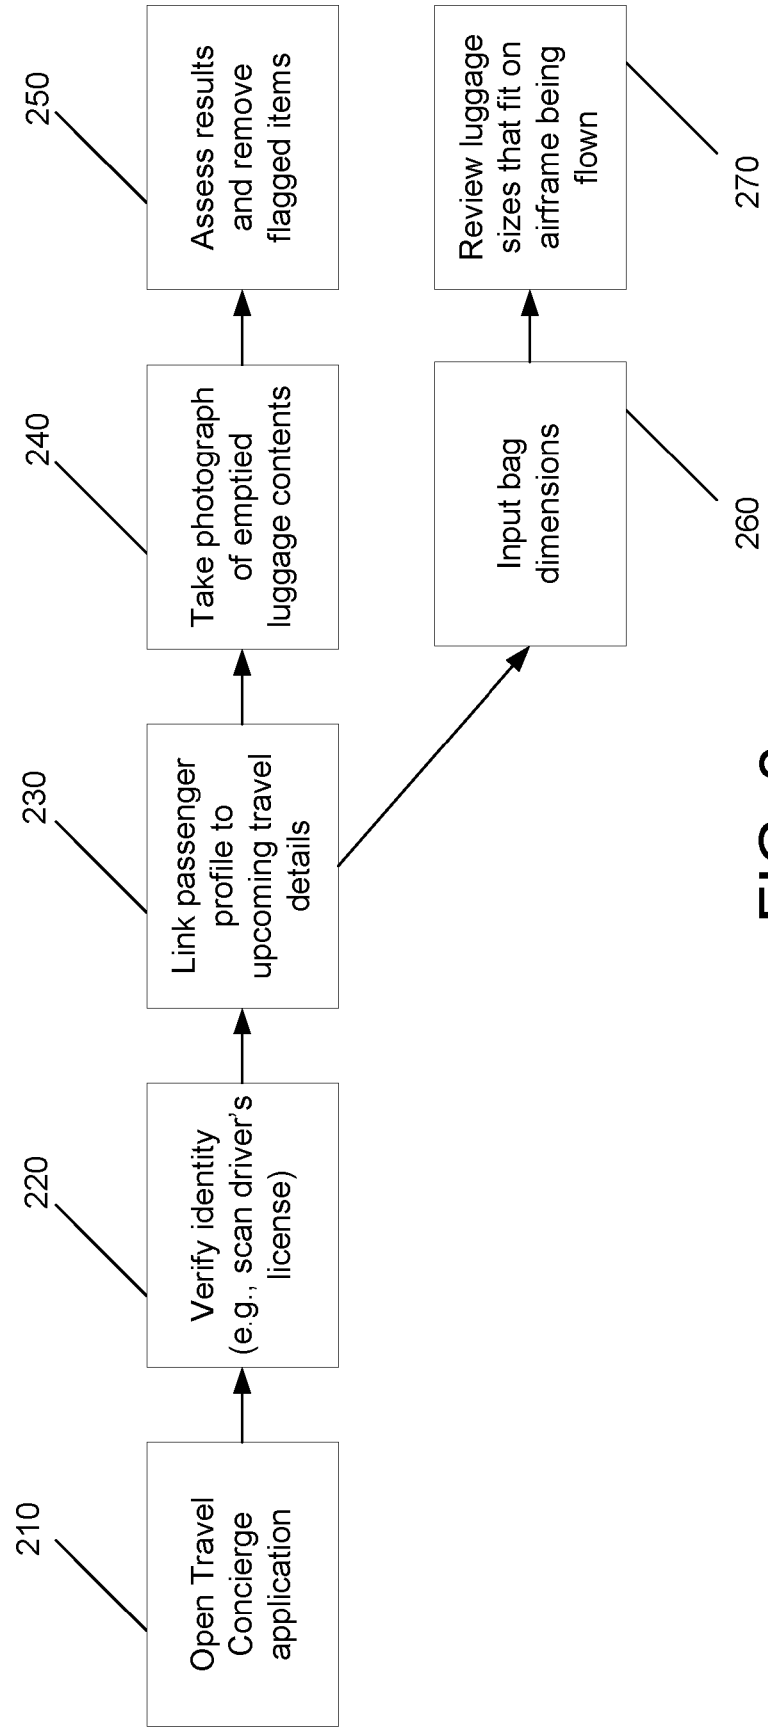 210
Open Travel
Concierge
application
220
Verify identity
(e.g., scan driver's
license)
230
Link passenger
profile to
upcoming travel
details
240
Take photograph
of emptied
luggage contents
250
Assess results
and remove
flagged items
Input bag
dimensions
260
Review luggage
sizes that fit on
airframe being
flown
270